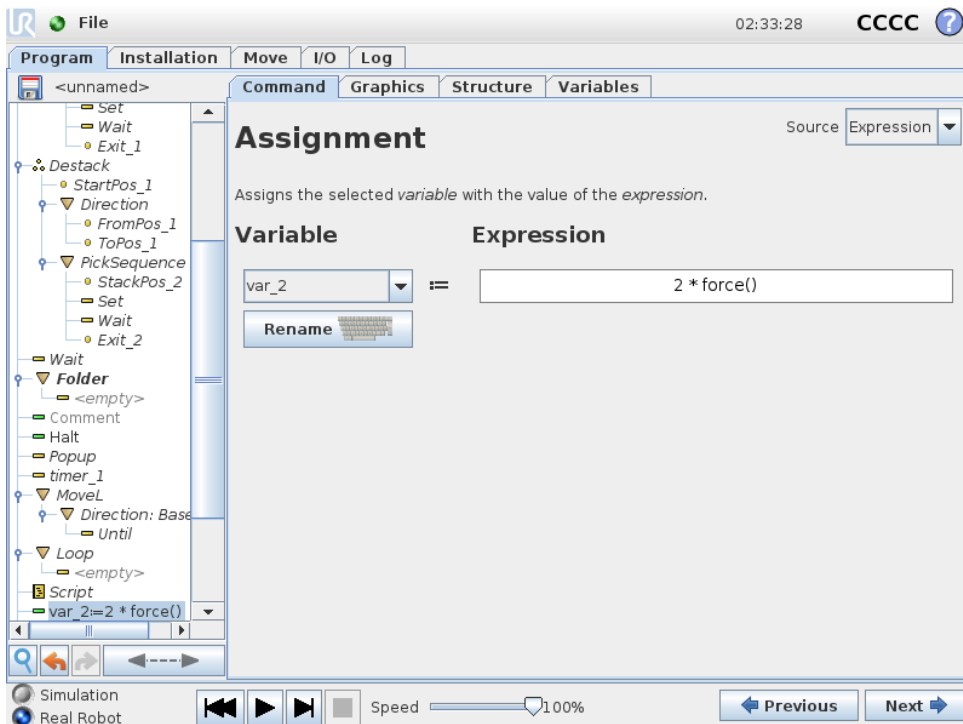 UR File 02:33:28 CCCC ?
Program Installation Move I/O Log
<unnamed>
Command Graphics Structure Variables
Set
Wait
Exit_1
Destack
StartPos_1
Direction
FromPos_1
ToPos_1
PickSequence
StackPos_2
Set
Wait
Exit_2
Wait
Folder
<empty>
Comment
Halt
Popup
timer_1
MoveL
Direction: Base
Until
Loop
<empty>
Script
var_2:=2 * force()
Assignment
Source Expression
Assigns the selected variable with the value of the expression.
Variable Expression
var_2 := 2 * force()
Rename
Simulation
Real Robot
Speed 100%
Previous Next